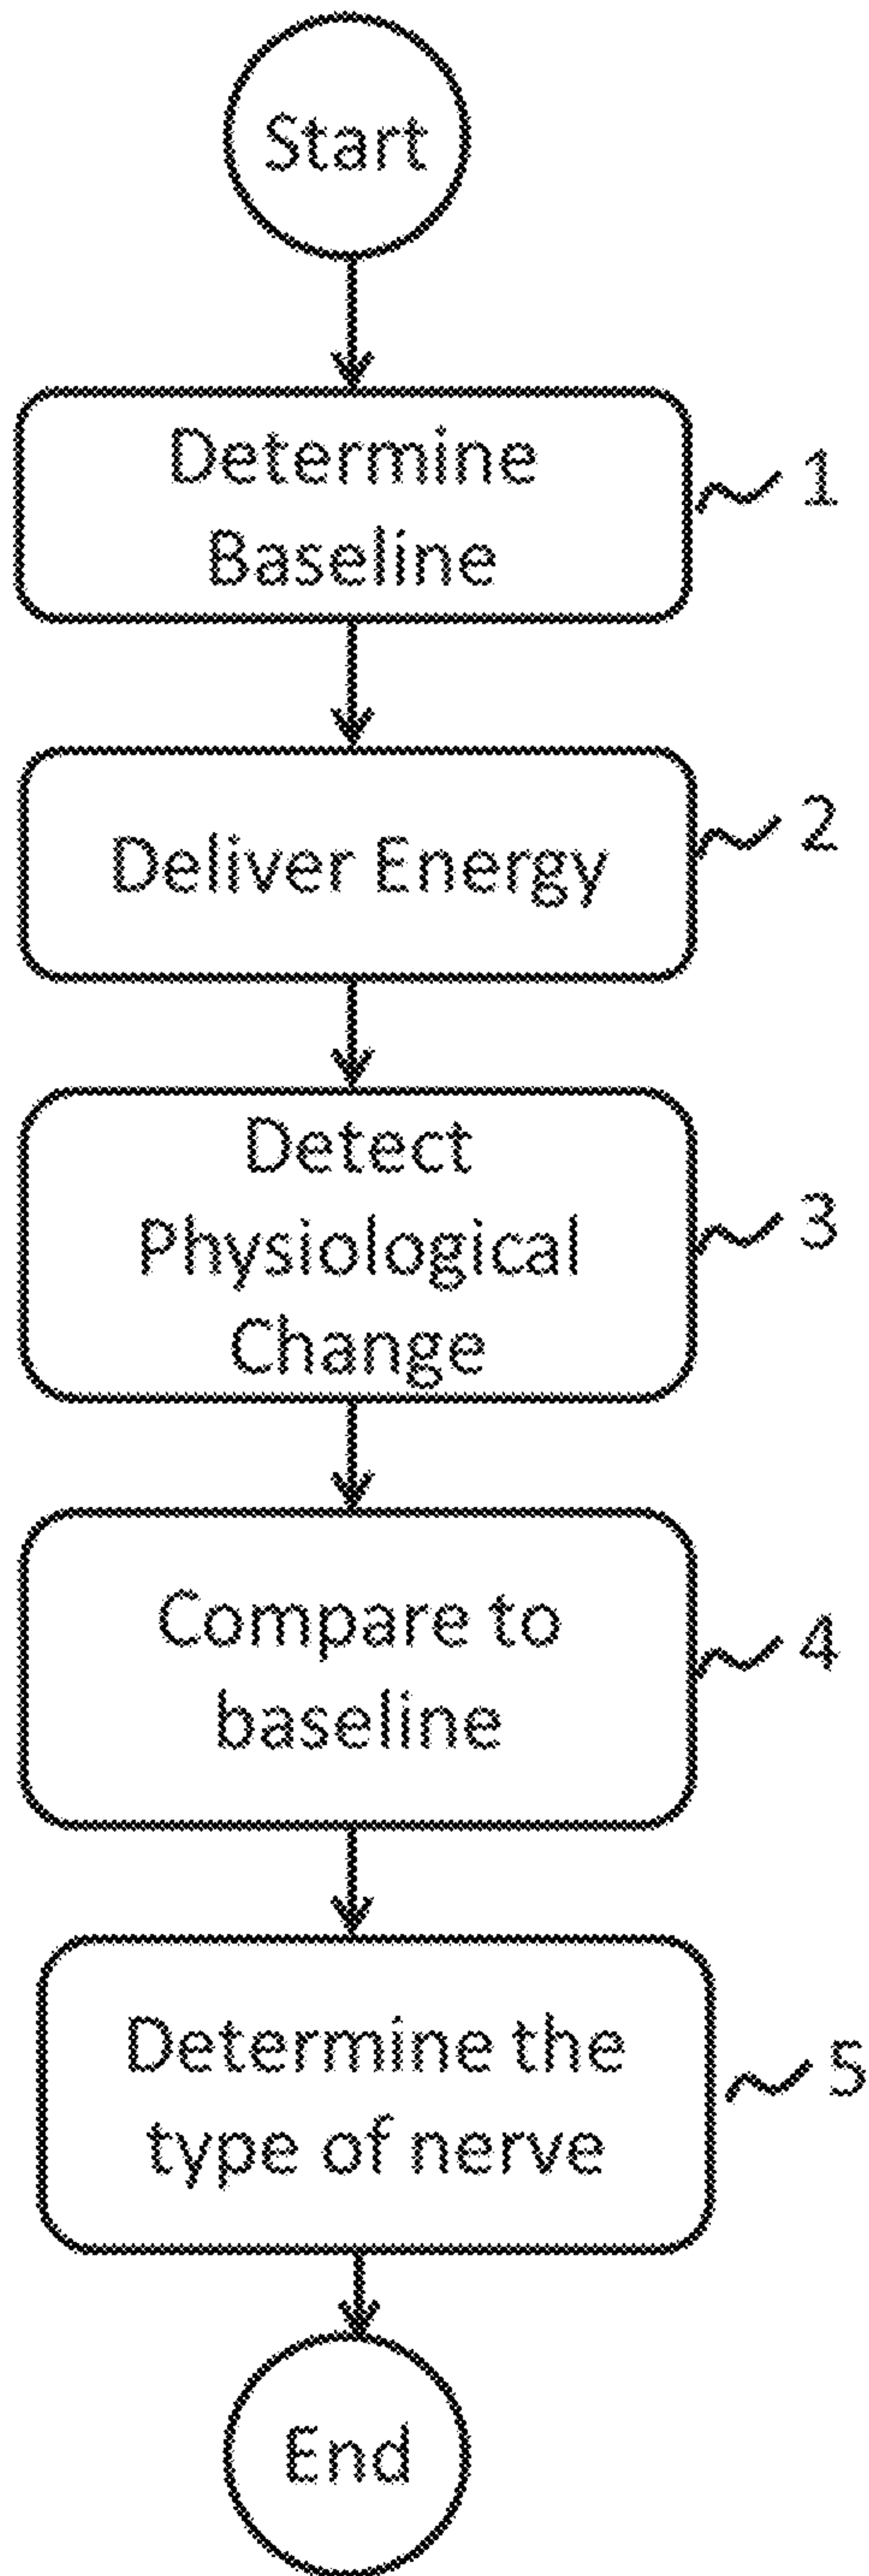 Start
Determine
Baseline
1
Deliver Energy
2
Detect
Physiological
Change
3
Compare to
baseline
4
Determine the
type of nerve
5
End